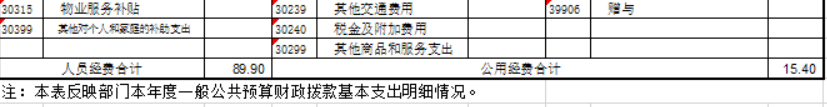 30315 物业服务补贴 30239 其他交通费用 39906 赠与
30399 其他对个人和家庭的补助支出 30240 税金及附加费用
30299 其他商品和服务支出
人员经费合计 89.90 公用经费合计 15.40
注：本表反映部门本年度一般公共预算财政拨款基本支出明细情况。